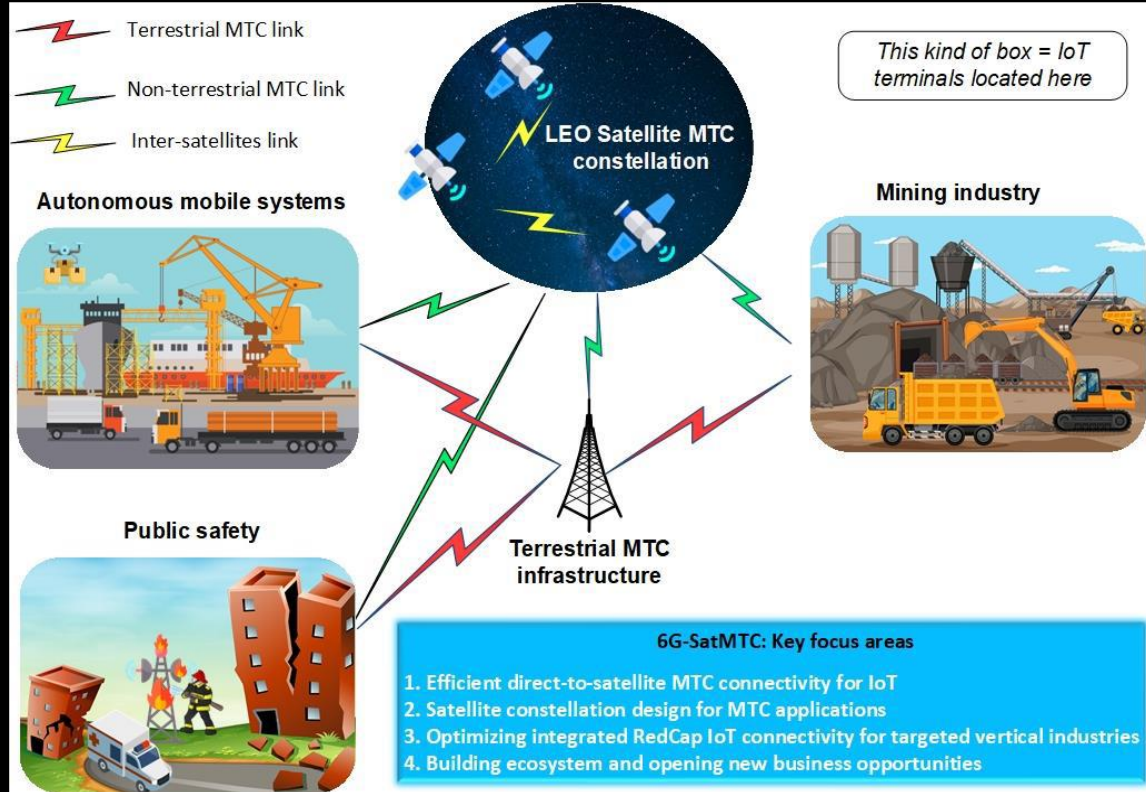 Terrestrial MTC link
Non-terrestrial MTC link
Inter-satellites link
This kind of box = IoT
terminals located here
LEO Satellite MTC
constellation
Autonomous mobile systems
Mining industry
Public safety
Terrestrial MTC
infrastructure
6G-SatMTC: Key focus areas
1. Efficient direct-to-satellite MTC connectivity for IoT
2. Satellite constellation design for MTC applications
3. Optimizing integrated RedCap IoT connectivity for targeted vertical industries
4. Building ecosystem and opening new business opportunities